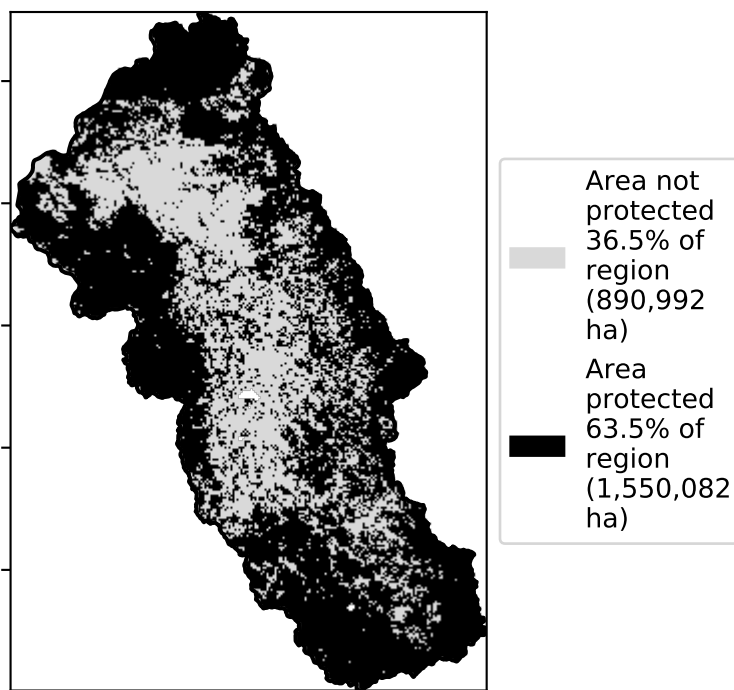 Area not
protected
36.5% of
region
(890,992
ha)
Area
protected
63.5% of
region
(1,550,082
ha)